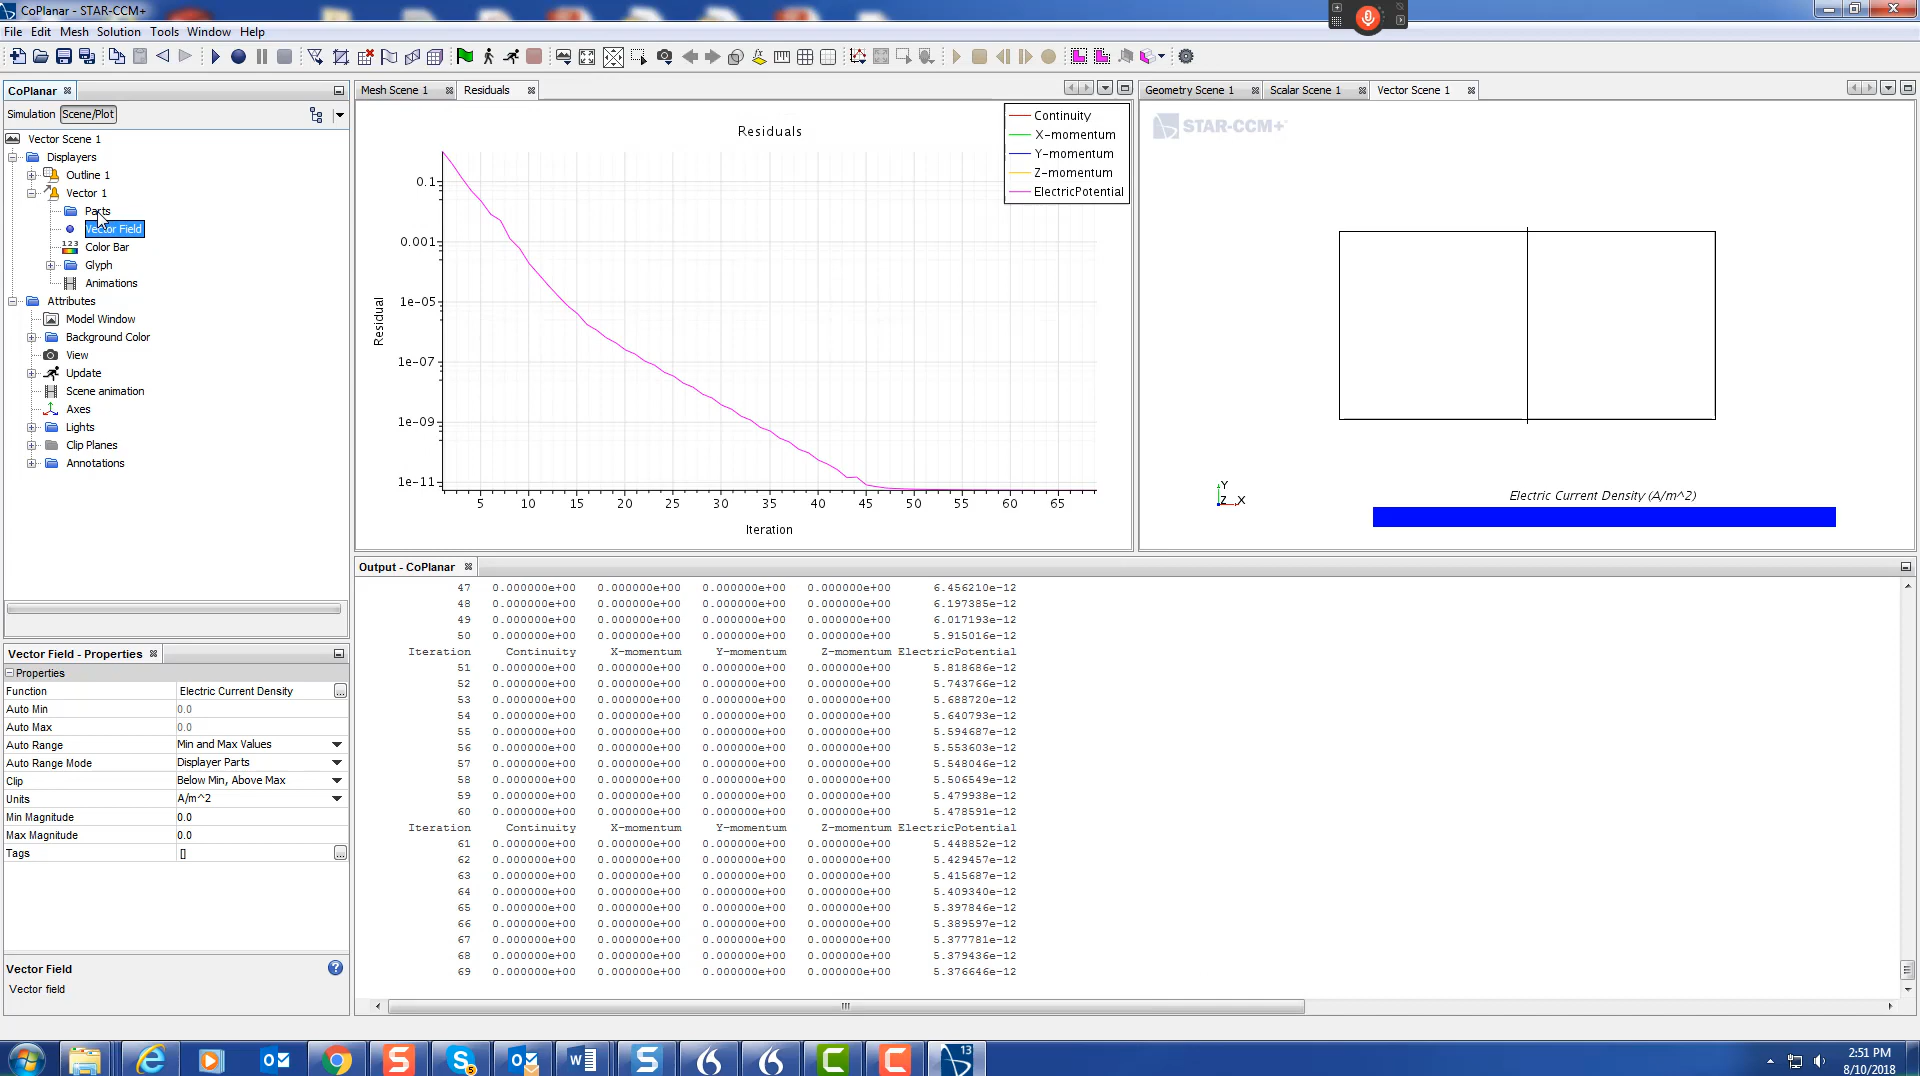 CoPlanar - STAR-CCM+
File Edit Mesh Solution Tools Window Help
CoPlanar
Simulation Scene/Plot
Vector Scene 1
Displayers
Outline 1
Vector 1
Parts
Vector Field
Color Bar
Glyph
Animations
Attributes
Model Window
Background Color
View
Update
Scene animation
Axes
Lights
Clip Planes
Annotations
Vector Field - Properties
Properties
Function Electric Current Density
Auto Min 0.0
Auto Max 0.0
Auto Range Min and Max Values
Auto Range Mode Displayer Parts
Clip Below Min, Above Max
Units A/m^2
Min Magnitude 0.0
Max Magnitude 0.0
Tags []
Vector Field
Vector field
Mesh Scene 1 Residuals
Residuals
Continuity
X-momentum
Y-momentum
Z-momentum
ElectricPotential
Residual
0.1
0.001
1e-05
1e-07
1e-09
1e-11
5 10 15 20 25 30 35 40 45 50 55 60 65
Iteration
Geometry Scene 1 Scalar Scene 1 Vector Scene 1
STAR-CCM+
Y
Z X
Electric Current Density (A/m^2)
Output - CoPlanar
47 0.000000e+00 0.000000e+00 0.000000e+00 0.000000e+00 6.456210e-12
48 0.000000e+00 0.000000e+00 0.000000e+00 0.000000e+00 6.197385e-12
49 0.000000e+00 0.000000e+00 0.000000e+00 0.000000e+00 6.017193e-12
50 0.000000e+00 0.000000e+00 0.000000e+00 0.000000e+00 5.915016e-12
Iteration Continuity X-momentum Y-momentum Z-momentum ElectricPotential
51 0.000000e+00 0.000000e+00 0.000000e+00 0.000000e+00 5.818686e-12
52 0.000000e+00 0.000000e+00 0.000000e+00 0.000000e+00 5.743766e-12
53 0.000000e+00 0.000000e+00 0.000000e+00 0.000000e+00 5.688720e-12
54 0.000000e+00 0.000000e+00 0.000000e+00 0.000000e+00 5.640793e-12
55 0.000000e+00 0.000000e+00 0.000000e+00 0.000000e+00 5.594687e-12
56 0.000000e+00 0.000000e+00 0.000000e+00 0.000000e+00 5.553603e-12
57 0.000000e+00 0.000000e+00 0.000000e+00 0.000000e+00 5.548046e-12
58 0.000000e+00 0.000000e+00 0.000000e+00 0.000000e+00 5.506549e-12
59 0.000000e+00 0.000000e+00 0.000000e+00 0.000000e+00 5.479938e-12
60 0.000000e+00 0.000000e+00 0.000000e+00 0.000000e+00 5.478591e-12
Iteration Continuity X-momentum Y-momentum Z-momentum ElectricPotential
61 0.000000e+00 0.000000e+00 0.000000e+00 0.000000e+00 5.448852e-12
62 0.000000e+00 0.000000e+00 0.000000e+00 0.000000e+00 5.429457e-12
63 0.000000e+00 0.000000e+00 0.000000e+00 0.000000e+00 5.415687e-12
64 0.000000e+00 0.000000e+00 0.000000e+00 0.000000e+00 5.409340e-12
65 0.000000e+00 0.000000e+00 0.000000e+00 0.000000e+00 5.397846e-12
66 0.000000e+00 0.000000e+00 0.000000e+00 0.000000e+00 5.389597e-12
67 0.000000e+00 0.000000e+00 0.000000e+00 0.000000e+00 5.377781e-12
68 0.000000e+00 0.000000e+00 0.000000e+00 0.000000e+00 5.379436e-12
69 0.000000e+00 0.000000e+00 0.000000e+00 0.000000e+00 5.376646e-12
2:51 PM
8/10/2018